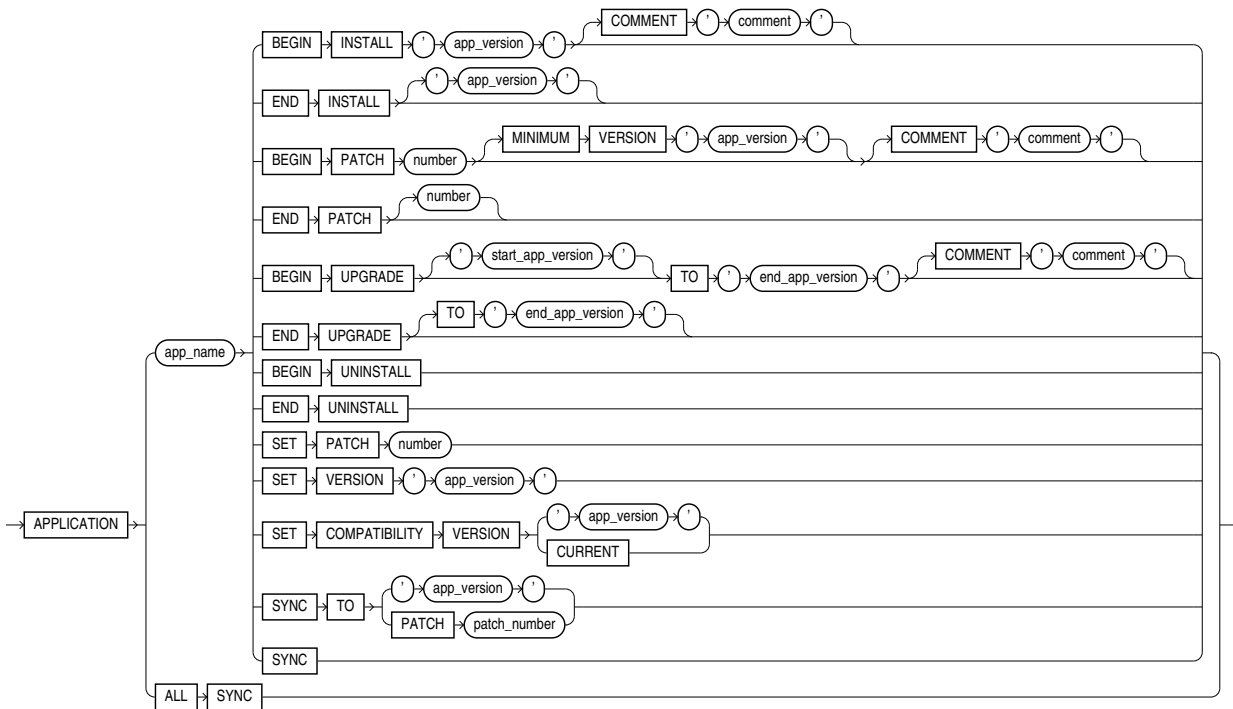 BEGIN INSTALL ' app_version ' COMMENT ' comment '
END INSTALL ' app_version '
BEGIN PATCH number MINIMUM VERSION ' app_version ' COMMENT ' comment '
END PATCH number
BEGIN UPGRADE ' start_app_version ' TO ' end_app_version ' COMMENT ' comment '
END UPGRADE TO ' end_app_version '
app_name
BEGIN UNINSTALL
END UNINSTALL
SET PATCH number
SET VERSION ' app_version '
APPLICATION
SET COMPATIBILITY VERSION ' app_version '
CURRENT
SYNC TO ' app_version '
PATCH patch_number
SYNC
ALL SYNC